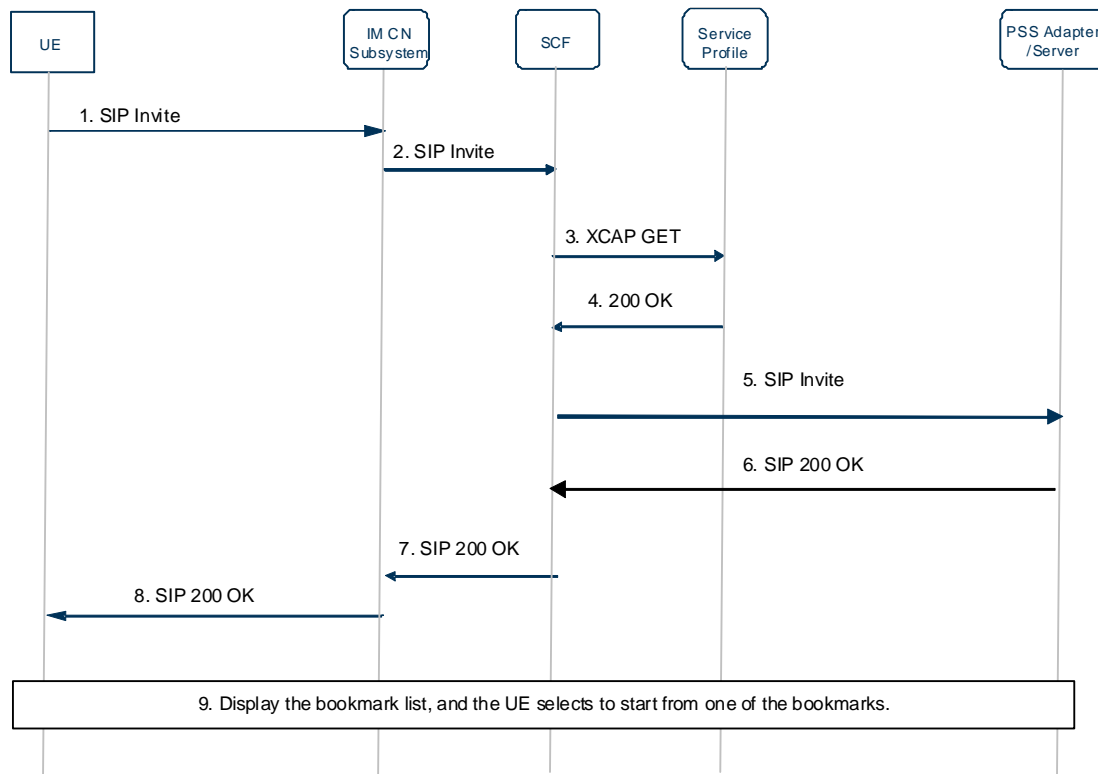 UE
IM CN
Subsystem
SCF
Service
Profile
PSS Adapter
/Server
1. SIP Invite
2. SIP Invite
3. XCAP GET
4. 200 OK
5. SIP Invite
6. SIP 200 OK
7. SIP 200 OK
8. SIP 200 OK
9. Display the bookmark list, and the UE selects to start from one of the bookmarks.